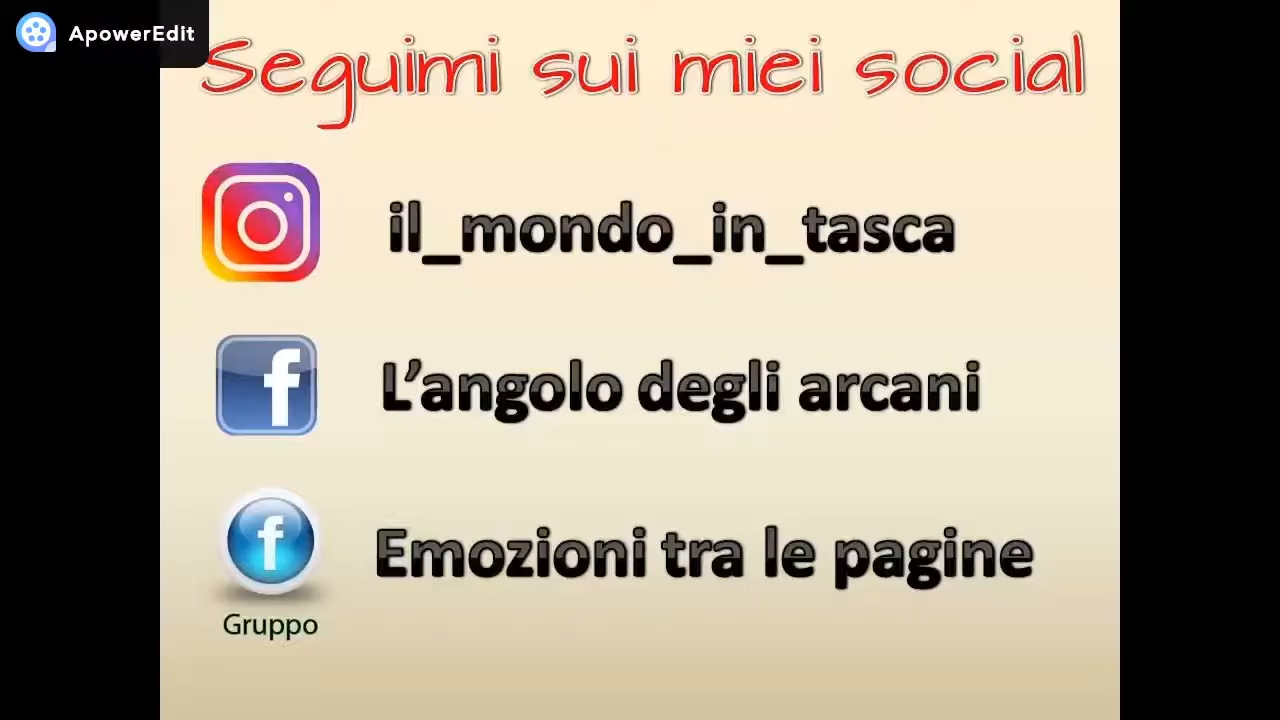 ApowerEdit
Seguimi sui miei social
il_mondo_in_tasca
L’angolo degli arcani
Emozioni tra le pagine
Gruppo